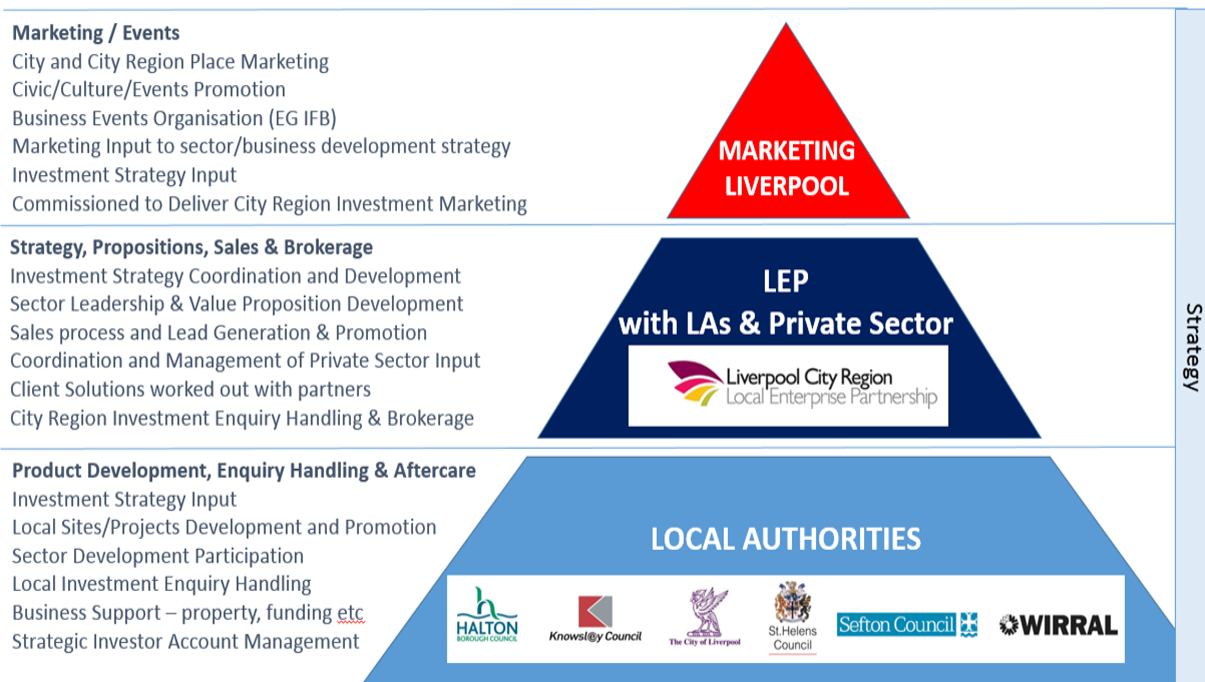 Marketing / Events
City and City Region Place Marketing
Civic/Culture/Events Promotion
Business Events Organisation (EG IFB)
Marketing Input to sector/business development strategy
Investment Strategy Input
Commissioned to Deliver City Region Investment Marketing
MARKETING
LIVERPOOL
Strategy, Propositions, Sales & Brokerage
Investment Strategy Coordination and Development
Sector Leadership & Value Proposition Development
Sales process and Lead Generation & Promotion
Coordination and Management of Private Sector Input
Client Solutions worked out with partners
City Region Investment Enquiry Handling & Brokerage
LEP
with LAs & Private Sector
Liverpool City Region
Local Enterprise Partnership
Product Development, Enquiry Handling & Aftercare
Investment Strategy Input
Local Sites/Projects Development and Promotion
Sector Development Participation
Local Investment Enquiry Handling
Business Support – property, funding etc
Strategic Investor Account Management
LOCAL AUTHORITIES
HALTON
BOROUGH COUNCIL
Knowsl@y Council
The City of Liverpool
St.Helens
Council
Sefton Council
WIRRAL
Strategy